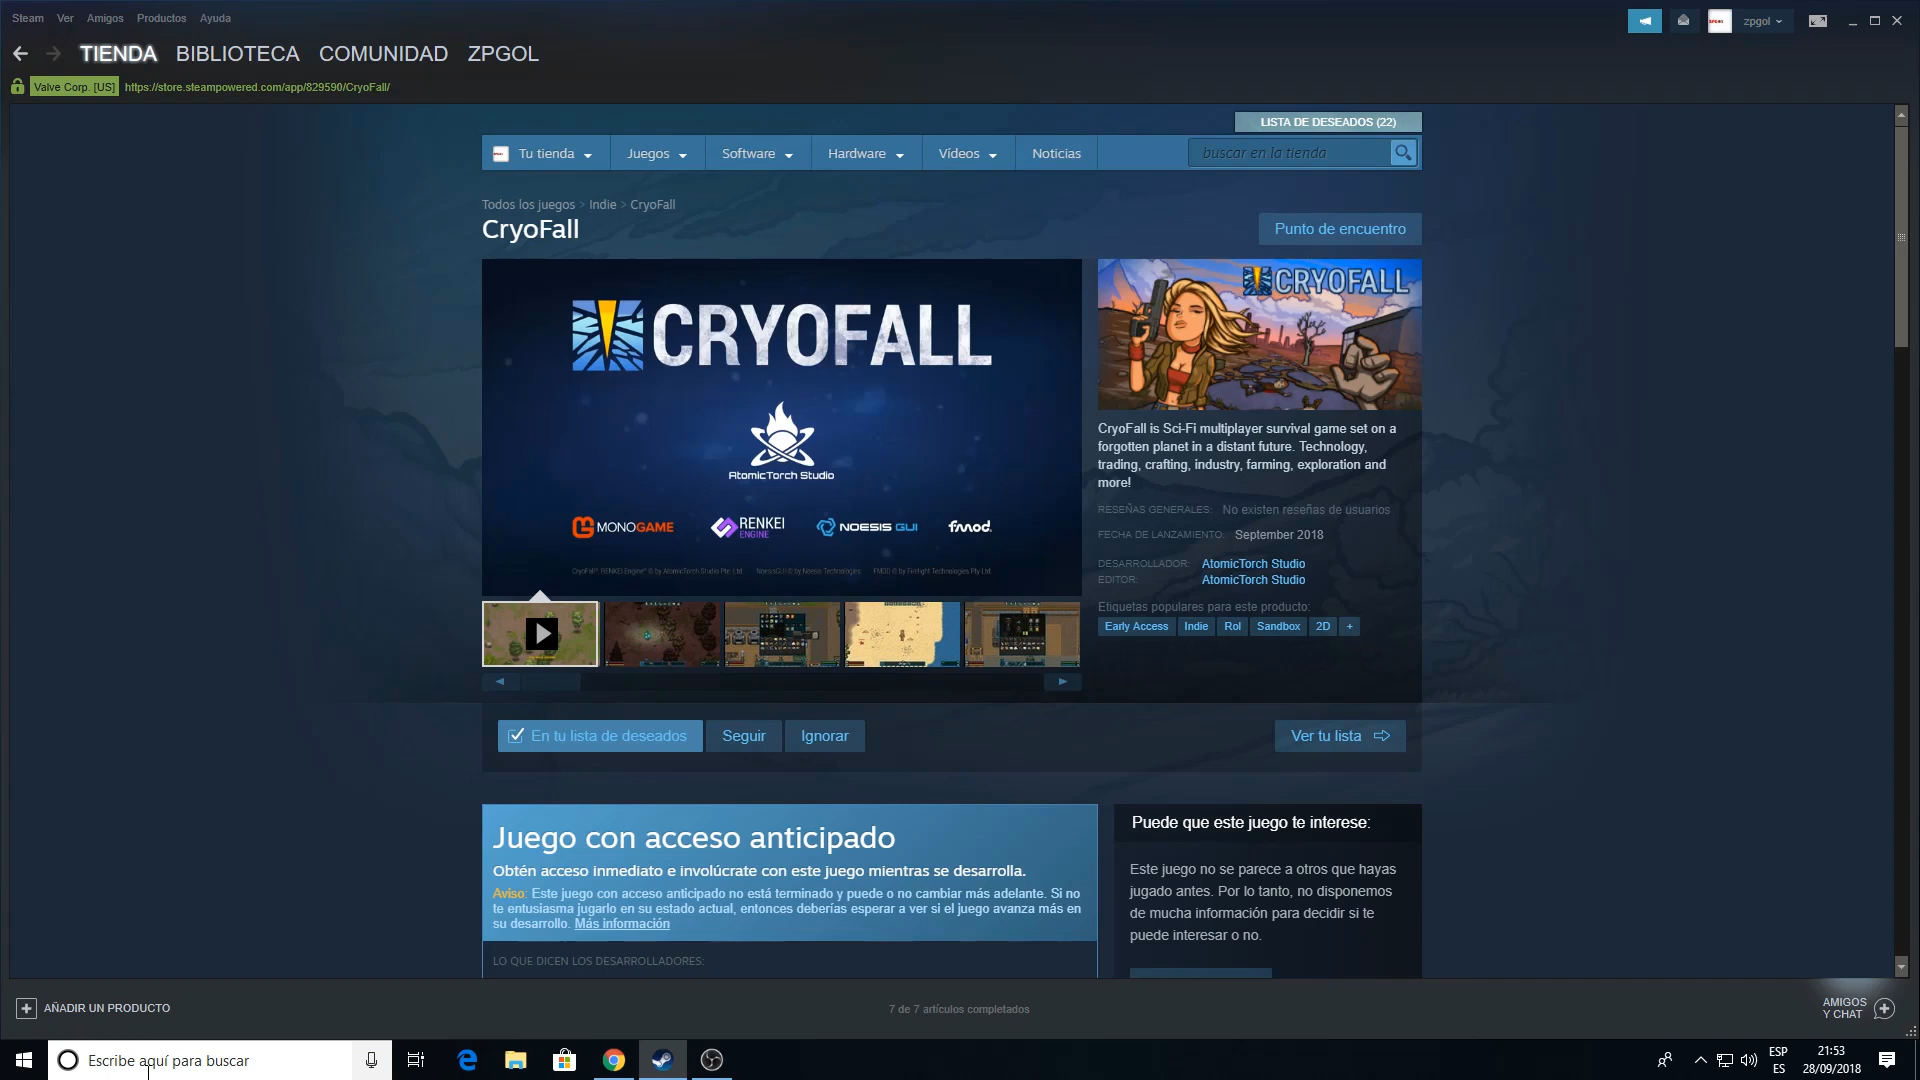 Steam Ver Amigos Productos Ayuda
zpgol
TIENDA BIBLIOTECA COMUNIDAD ZPGOL
Valve Corp. [US] https://store.steampowered.com/app/829590/CryoFall/
LISTA DE DESEADOS (22)
Tu tienda Juegos Software Hardware Vídeos Noticias buscar en la tienda
Todos los juegos > Indie > CryoFall
CryoFall
Punto de encuentro
CRYOFALL
AtomicTorch Studio
MONOGAME RENKEI ENGINE NOESIS GUI fmod
CRYOFALL
CryoFall is Sci-Fi multiplayer survival game set on a
forgotten planet in a distant future. Technology,
trading, crafting, industry, farming, exploration and
more!
RESEÑAS GENERALES: No existen reseñas de usuarios
FECHA DE LANZAMIENTO: September 2018
DESARROLLADOR: AtomicTorch Studio
EDITOR: AtomicTorch Studio
Etiquetas populares para este producto:
Early Access Indie Rol Sandbox 2D +
En tu lista de deseados Seguir Ignorar Ver tu lista
Juego con acceso anticipado
Obtén acceso inmediato e involúcrate con este juego mientras se desarrolla.
Aviso: Este juego con acceso anticipado no está terminado y puede o no cambiar más adelante. Si no
te entusiasma jugarlo en su estado actual, entonces deberías esperar a ver si el juego avanza más en
su desarrollo. Más información
LO QUE DICEN LOS DESARROLLADORES:
Puede que este juego te interese:
Este juego no se parece a otros que hayas
jugado antes. Por lo tanto, no disponemos
de mucha información para decidir si te
puede interesar o no.
AÑADIR UN PRODUCTO
7 de 7 artículos completados
AMIGOS
Y CHAT
Escribe aquí para buscar
ESP
ES
21:53
28/09/2018